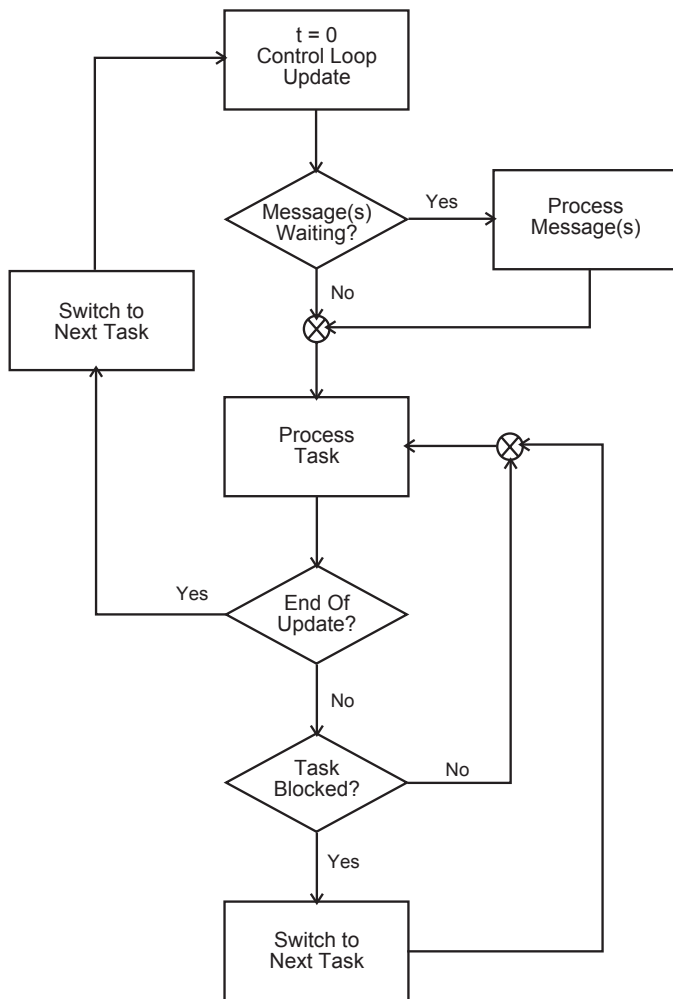 t = 0
Control Loop
Update
Message(s)
Waiting?
Yes
Process
Message(s)
No
Switch to
Next Task
Process
Task
Yes
End Of
Update?
No
Task
Blocked?
No
Yes
Switch to
Next Task